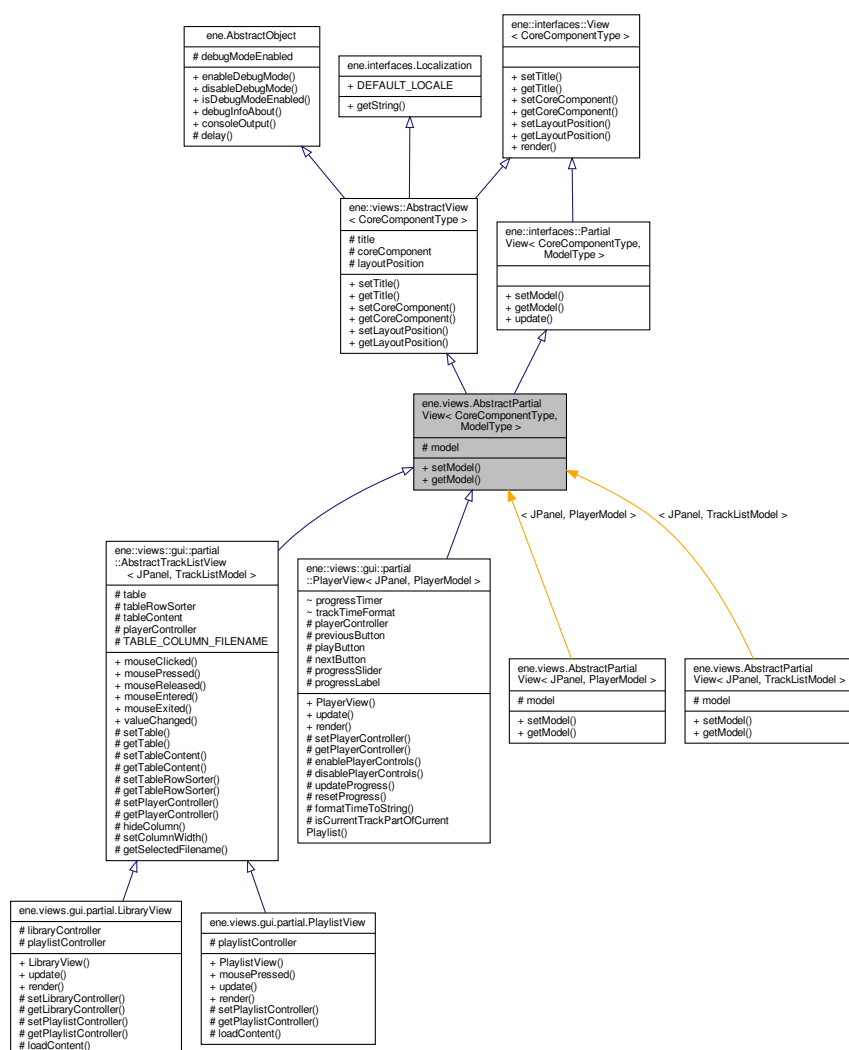 ene.AbstractObject
# debugModeEnabled
+ enableDebugMode()
+ disableDebugMode()
+ isDebugModeEnabled()
+ debugInfoAbout()
+ consoleOutput()
# delay()
ene.interfaces.Localization
+ DEFAULT_LOCALE
+ getString()
ene::interfaces::View
< CoreComponentType >
+ setTitle()
+ getTitle()
+ setCoreComponent()
+ getCoreComponent()
+ setLayoutPosition()
+ getLayoutPosition()
+ render()
ene::views::AbstractView
< CoreComponentType >
# title
# coreComponent
# layoutPosition
+ setTitle()
+ getTitle()
+ setCoreComponent()
+ getCoreComponent()
+ setLayoutPosition()
+ getLayoutPosition()
ene::interfaces::Partial
View< CoreComponentType,
ModelType >
+ setModel()
+ getModel()
+ update()
ene.views.AbstractPartial
View< CoreComponentType,
ModelType >
# model
+ setModel()
+ getModel()
< JPanel, PlayerModel >
< JPanel, TrackListModel >
ene::views::gui::partial
::AbstractTrackListView
< JPanel, TrackListModel >
# table
# tableRowSorter
# tableContent
# playerController
# TABLE_COLUMN_FILENAME
+ mouseClicked()
+ mousePressed()
+ mouseReleased()
+ mouseEntered()
+ mouseExited()
+ valueChanged()
# setTable()
# getTable()
# setTableContent()
# getTableContent()
# setTableRowSorter()
# getTableRowSorter()
# setPlayerController()
# getPlayerController()
# hideColumn()
# setColumnWidth()
# getSelectedFilename()
ene::views::gui::partial
::PlayerView< JPanel, PlayerModel >
~ progressTimer
~ trackTimeFormat
# playerController
# previousButton
# playButton
# nextButton
# progressSlider
# progressLabel
+ PlayerView()
+ update()
+ render()
# setPlayerController()
# getPlayerController()
# enablePlayerControls()
# disablePlayerControls()
# updateProgress()
# resetProgress()
# formatTimeToString()
# isCurrentTrackPartOfCurrent
Playlist()
ene.views.AbstractPartial
View< JPanel, PlayerModel >
# model
+ setModel()
+ getModel()
ene.views.AbstractPartial
View< JPanel, TrackListModel >
# model
+ setModel()
+ getModel()
ene.views.gui.partial.LibraryView
# libraryController
# playlistController
+ LibraryView()
+ update()
+ render()
# setLibraryController()
# getLibraryController()
# setPlaylistController()
# getPlaylistController()
# loadContent()
ene.views.gui.partial.PlaylistView
# playlistController
+ PlaylistView()
+ mousePressed()
+ update()
+ render()
# setPlaylistController()
# getPlaylistController()
# loadContent()